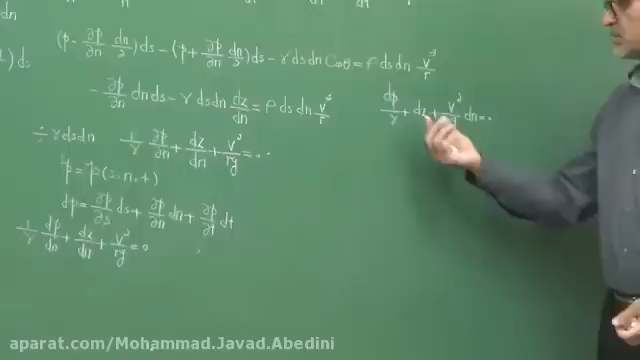 (p - ∂p/∂n dn/2)ds - (p + ∂p/∂n dn/2)ds - γ ds dn Cosθ = ρ ds dn v²/r
) ds
- ∂p/∂n dn ds - γ ds dn dz/dn = ρ ds dn v²/r
dp/γ + dz + v²/rg dn = 0
÷ γ ds dn 1/γ ∂p/∂n + dz/dn + v²/rg = 0
p = p(s, n, t)
dp = ∂p/∂s ds + ∂p/∂n dn + ∂p/∂t dt
1/γ dp/dn + dz/dn + v²/rg = 0
aparat.com/Mohammad.Javad.Abedini